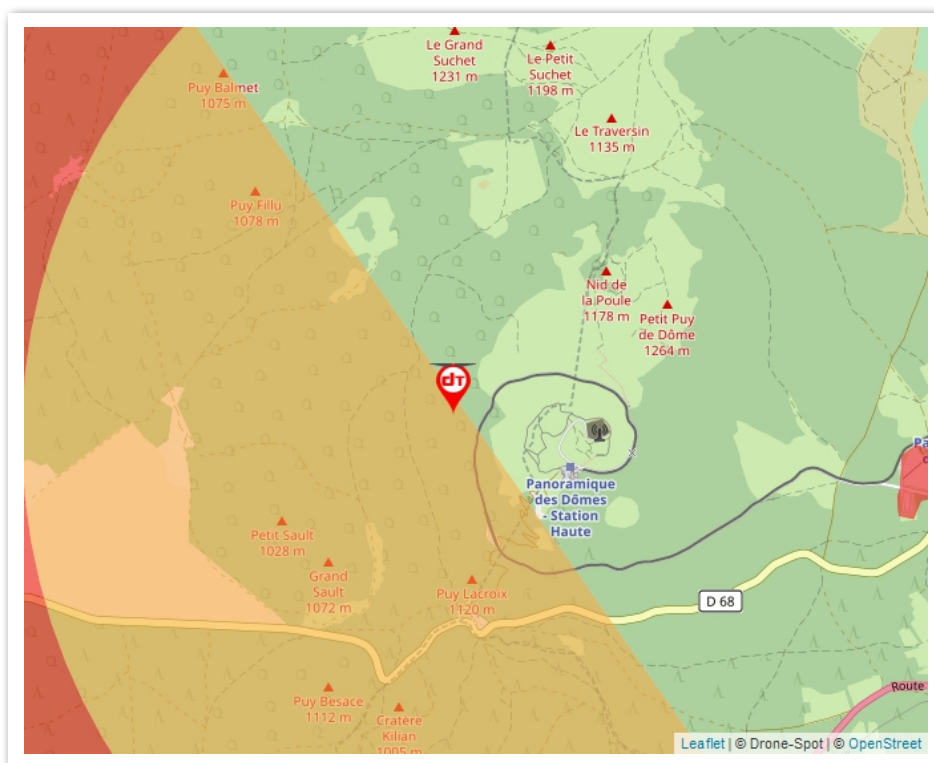 Le Grand
Suchet
1231 m
Le Petit
Suchet
1198 m
Puy Balmet
1075 m
Le Traversin
1135 m
Puy Fillu
1078 m
Nid de
la Poule
1178 m
Petit Puy
de Dôme
1264 m
dT
Panoramique
des Dômes
- Station
Haute
Petit Sault
1028 m
Grand
Sault
1072 m
Puy Lacroix
1120 m
D 68
Puy Besace
1112 m
Cratère
Kilian
1005 m
Route
Leaflet | © Drone-Spot | © OpenStreet